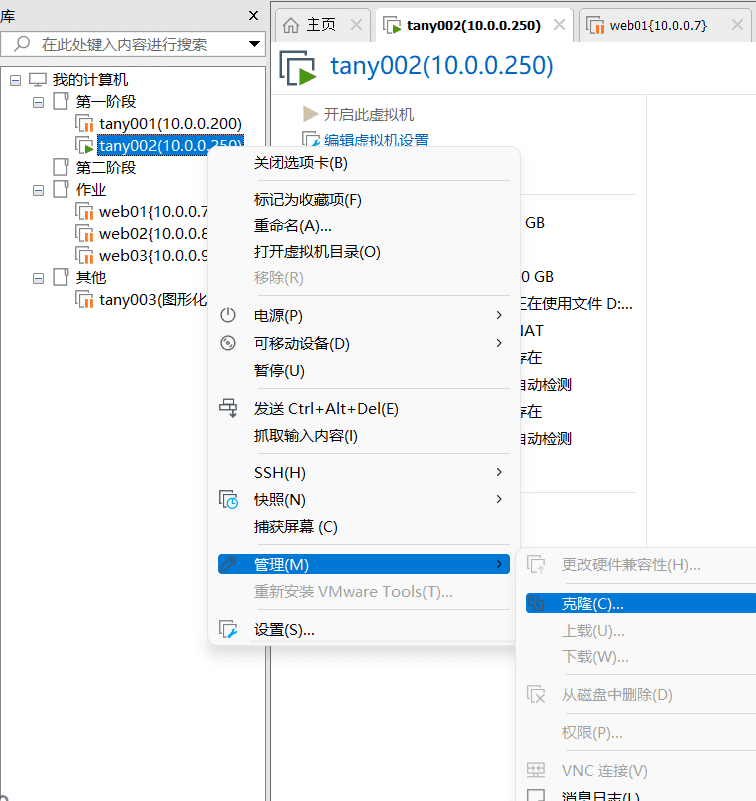 库
主页
tany002(10.0.0.250)
web01{10.0.0.7}
在此处键入内容进行搜索
tany002(10.0.0.250)
我的计算机
第一阶段
tany001(10.0.0.200)
tany002(10.0.0.250)
第二阶段
作业
web01{10.0.0.7
web02{10.0.0.8
web03{10.0.0.9
其他
tany003(图形化
开启此虚拟机
编辑虚拟机设置
GB
0 GB
正在使用文件 D:...
NAT
存在
自动检测
存在
自动检测
关闭选项卡(B)
标记为收藏项(F)
重命名(A)...
打开虚拟机目录(O)
移除(R)
电源(P)
可移动设备(D)
暂停(U)
发送 Ctrl+Alt+Del(E)
抓取输入内容(I)
SSH(H)
快照(N)
捕获屏幕 (C)
管理(M)
重新安装 VMware Tools(T)...
设置(S)...
更改硬件兼容性(H)...
克隆(C)...
上载(U)...
下载(W)...
从磁盘中删除(D)
权限(P)...
VNC 连接(V)
消息日志(L)